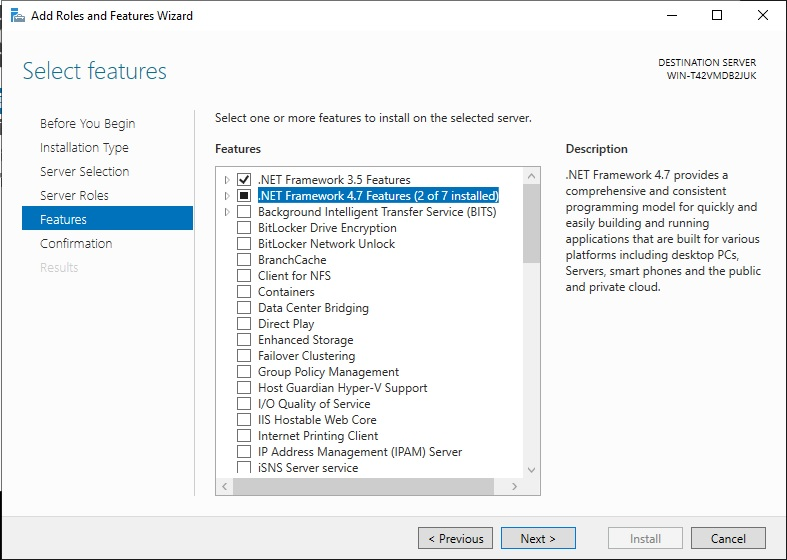 Add Roles and Features Wizard
Select features
DESTINATION SERVER
WIN-T42VMDB2JUK
Before You Begin
Installation Type
Server Selection
Server Roles
Features
Confirmation
Results
Select one or more features to install on the selected server.
Features
.NET Framework 3.5 Features
.NET Framework 4.7 Features (2 of 7 installed)
Background Intelligent Transfer Service (BITS)
BitLocker Drive Encryption
BitLocker Network Unlock
BranchCache
Client for NFS
Containers
Data Center Bridging
Direct Play
Enhanced Storage
Failover Clustering
Group Policy Management
Host Guardian Hyper-V Support
I/O Quality of Service
IIS Hostable Web Core
Internet Printing Client
IP Address Management (IPAM) Server
iSNS Server service
Description
.NET Framework 4.7 provides a
comprehensive and consistent
programming model for quickly and
easily building and running
applications that are built for various
platforms including desktop PCs,
Servers, smart phones and the public
and private cloud.
< Previous
Next >
Install
Cancel